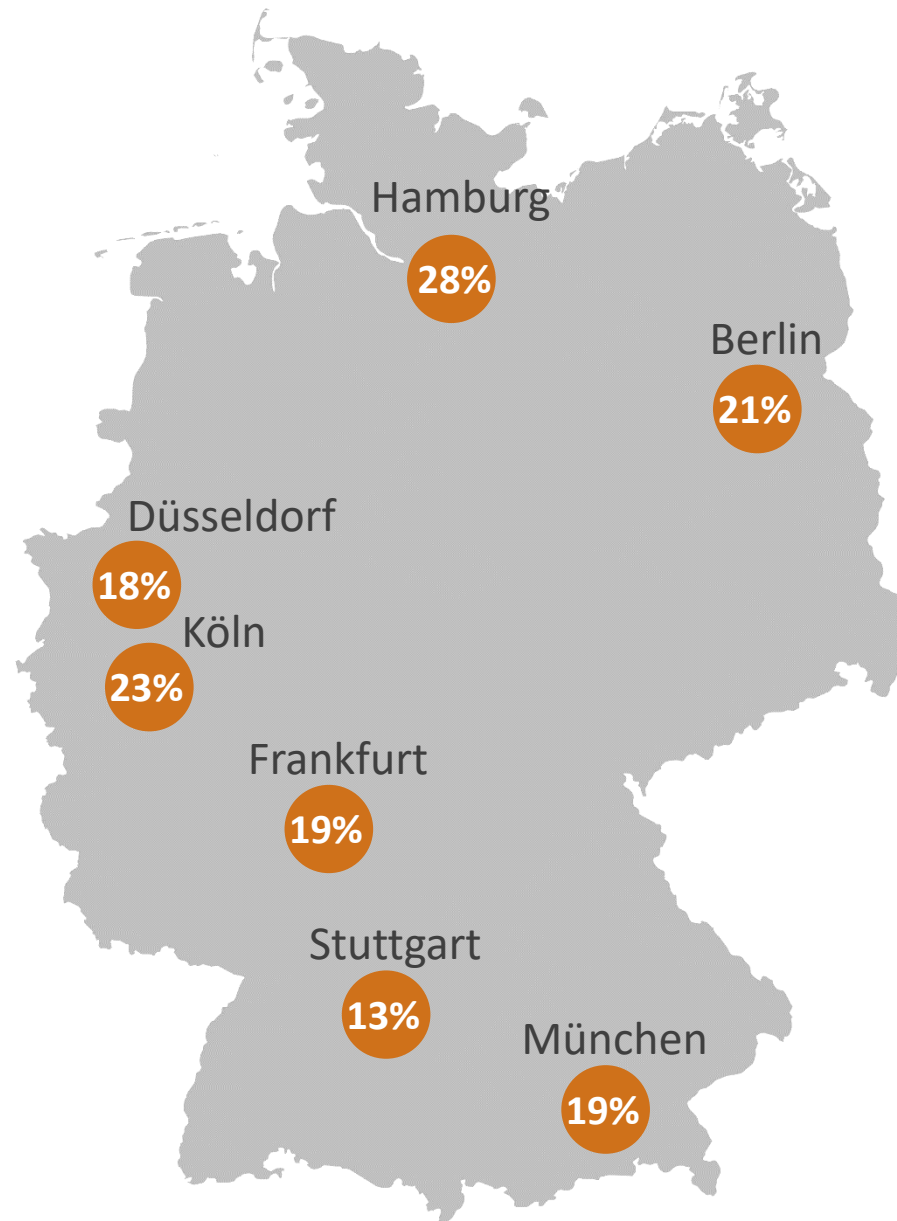 Hamburg
28%
Berlin
21%
Düsseldorf
18%
Köln
23%
Frankfurt
19%
Stuttgart
13%
München
19%